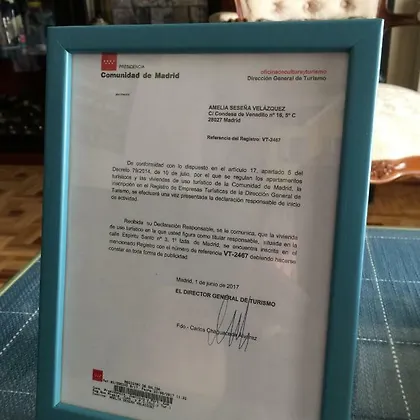 PRESIDENCIA
Comunidad de Madrid
Dirección General de Turismo
AMELIA SESEÑA VELÁZQUEZ
C/ Condesa de Venadito nº 16, 5º C
28027 Madrid
Referencia del Registro: VT-2467
De conformidad con lo dispuesto en el artículo 17, apartado 5 del
Decreto 79/2014, de 10 de julio, por el que se regulan los apartamentos
turísticos y las viviendas de uso turístico de la Comunidad de Madrid, la
inscripción en el Registro de Empresas Turísticas de la Dirección General de
Turismo, se efectúa una vez presentada la declaración responsable de inicio
de actividad.
Recibida su Declaración Responsable, se le comunica, que la vivienda
de uso turístico en la que usted figura como titular responsable, situada en la
calle Espíritu Santo nº 3, 1º de Madrid, se encuentra inscrita en el
mencionado Registro con el número de referencia VT-2467 debiendo hacerse
constar en toda forma de publicidad.
Madrid, 1 de junio de 2017
EL DIRECTOR GENERAL DE TURISMO
Fdo.- Carlos